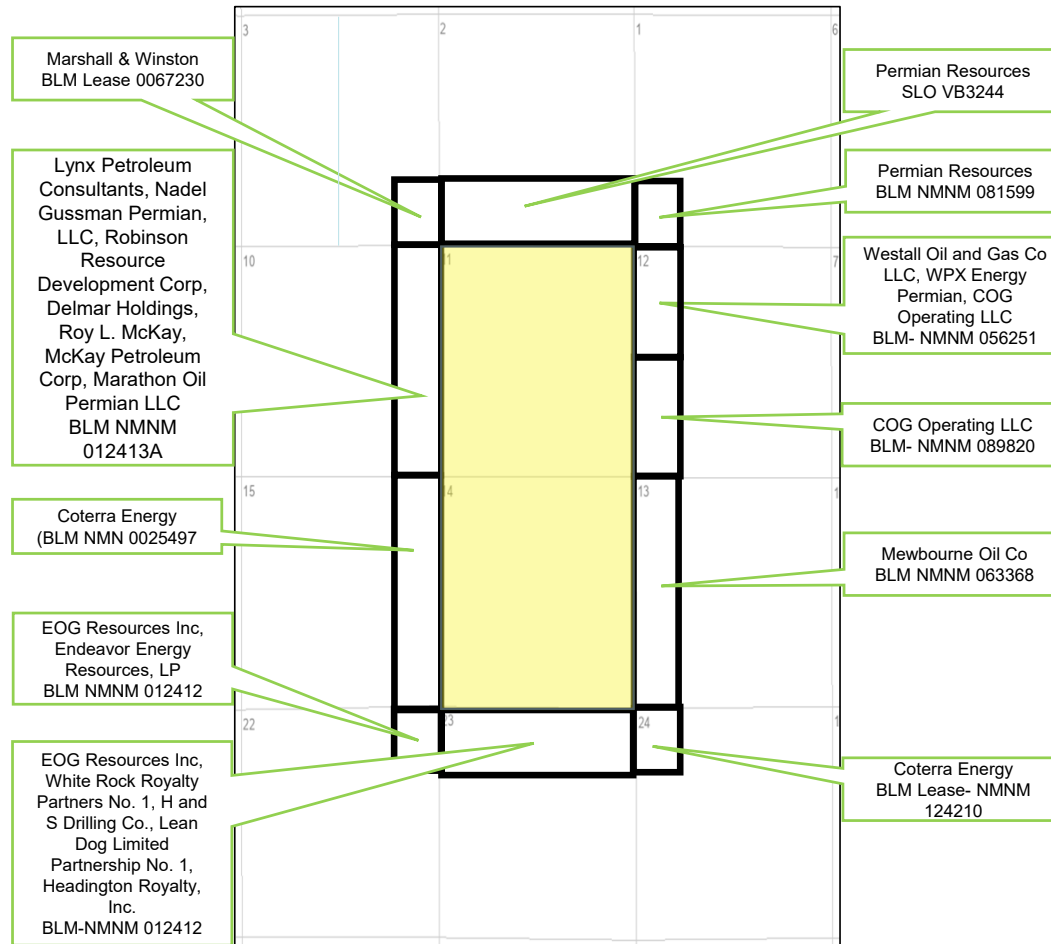 3
2
1
6
Marshall & Winston
BLM Lease 0067230
Permian Resources
SLO VB3244
Lynx Petroleum
Consultants, Nadel
Gussman Permian,
LLC, Robinson
Resource
Development Corp,
Delmar Holdings,
Roy L. McKay,
McKay Petroleum
Corp, Marathon Oil
Permian LLC
BLM NMNM
012413A
Permian Resources
BLM NMNM 081599
10
11
12
7
Westall Oil and Gas Co
LLC, WPX Energy
Permian, COG
Operating LLC
BLM- NMNM 056251
COG Operating LLC
BLM- NMNM 089820
15
14
13
1
Coterra Energy
(BLM NMN 0025497
Mewbourne Oil Co
BLM NMNM 063368
EOG Resources Inc,
Endeavor Energy
Resources, LP
BLM NMNM 012412
22
23
24
1
EOG Resources Inc,
White Rock Royalty
Partners No. 1, H and
S Drilling Co., Lean
Dog Limited
Partnership No. 1,
Headington Royalty,
Inc.
BLM-NMNM 012412
Coterra Energy
BLM Lease- NMNM
124210